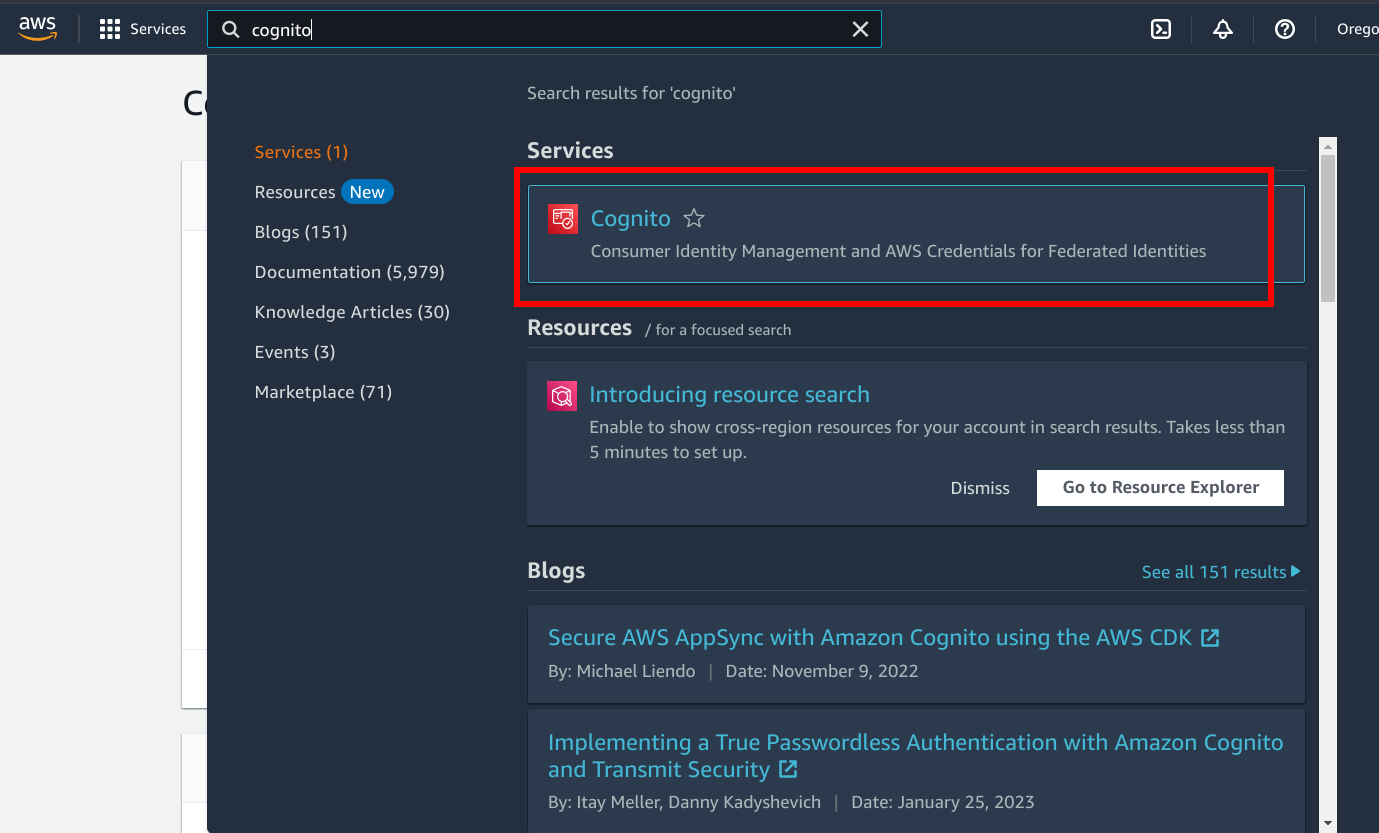 aws
Services
cognito
Orego
Co
Search results for 'cognito'
Services (1)
Resources New
Blogs (151)
Documentation (5,979)
Knowledge Articles (30)
Events (3)
Marketplace (71)
Services
Cognito
Consumer Identity Management and AWS Credentials for Federated Identities
Resources / for a focused search
Introducing resource search
Enable to show cross-region resources for your account in search results. Takes less than
5 minutes to set up.
Dismiss
Go to Resource Explorer
Blogs
See all 151 results
Secure AWS AppSync with Amazon Cognito using the AWS CDK
By: Michael Liendo | Date: November 9, 2022
Implementing a True Passwordless Authentication with Amazon Cognito
and Transmit Security
By: Itay Meller, Danny Kadyshevich | Date: January 25, 2023